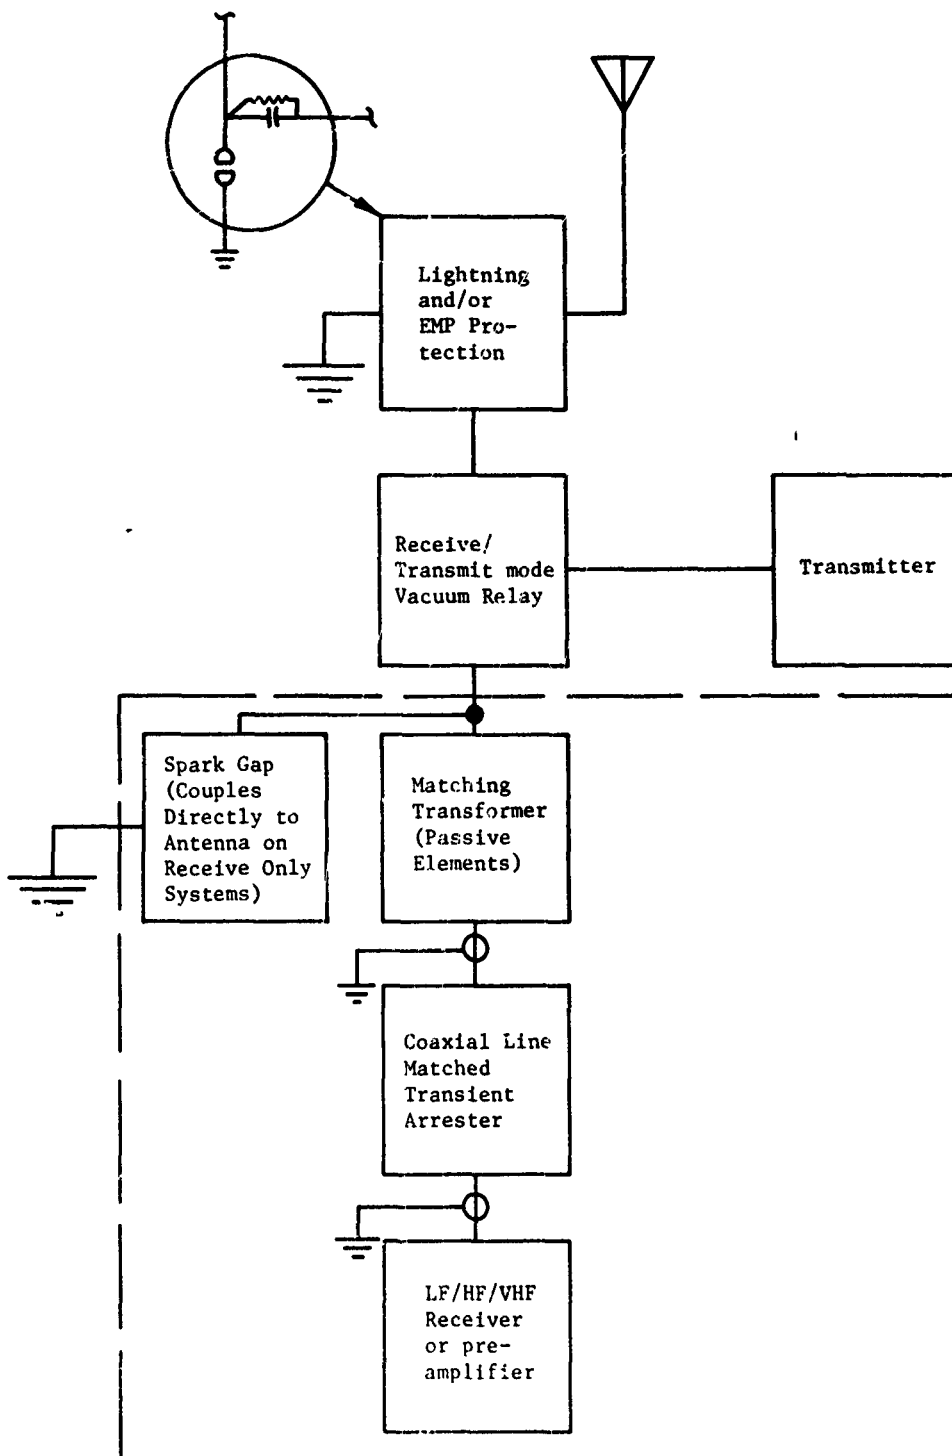 Lightning
and/or
EMP Pro-
tection
Receive/
Transmit mode
Vacuum Relay
Transmitter
Spark Gap
(Couples
Directly to
Antenna on
Receive Only
Systems)
Matching
Transformer
(Passive
Elements)
Coaxial Line
Matched
Transient
Arrester
LF/HF/VHF
Receiver
or pre-
amplifier